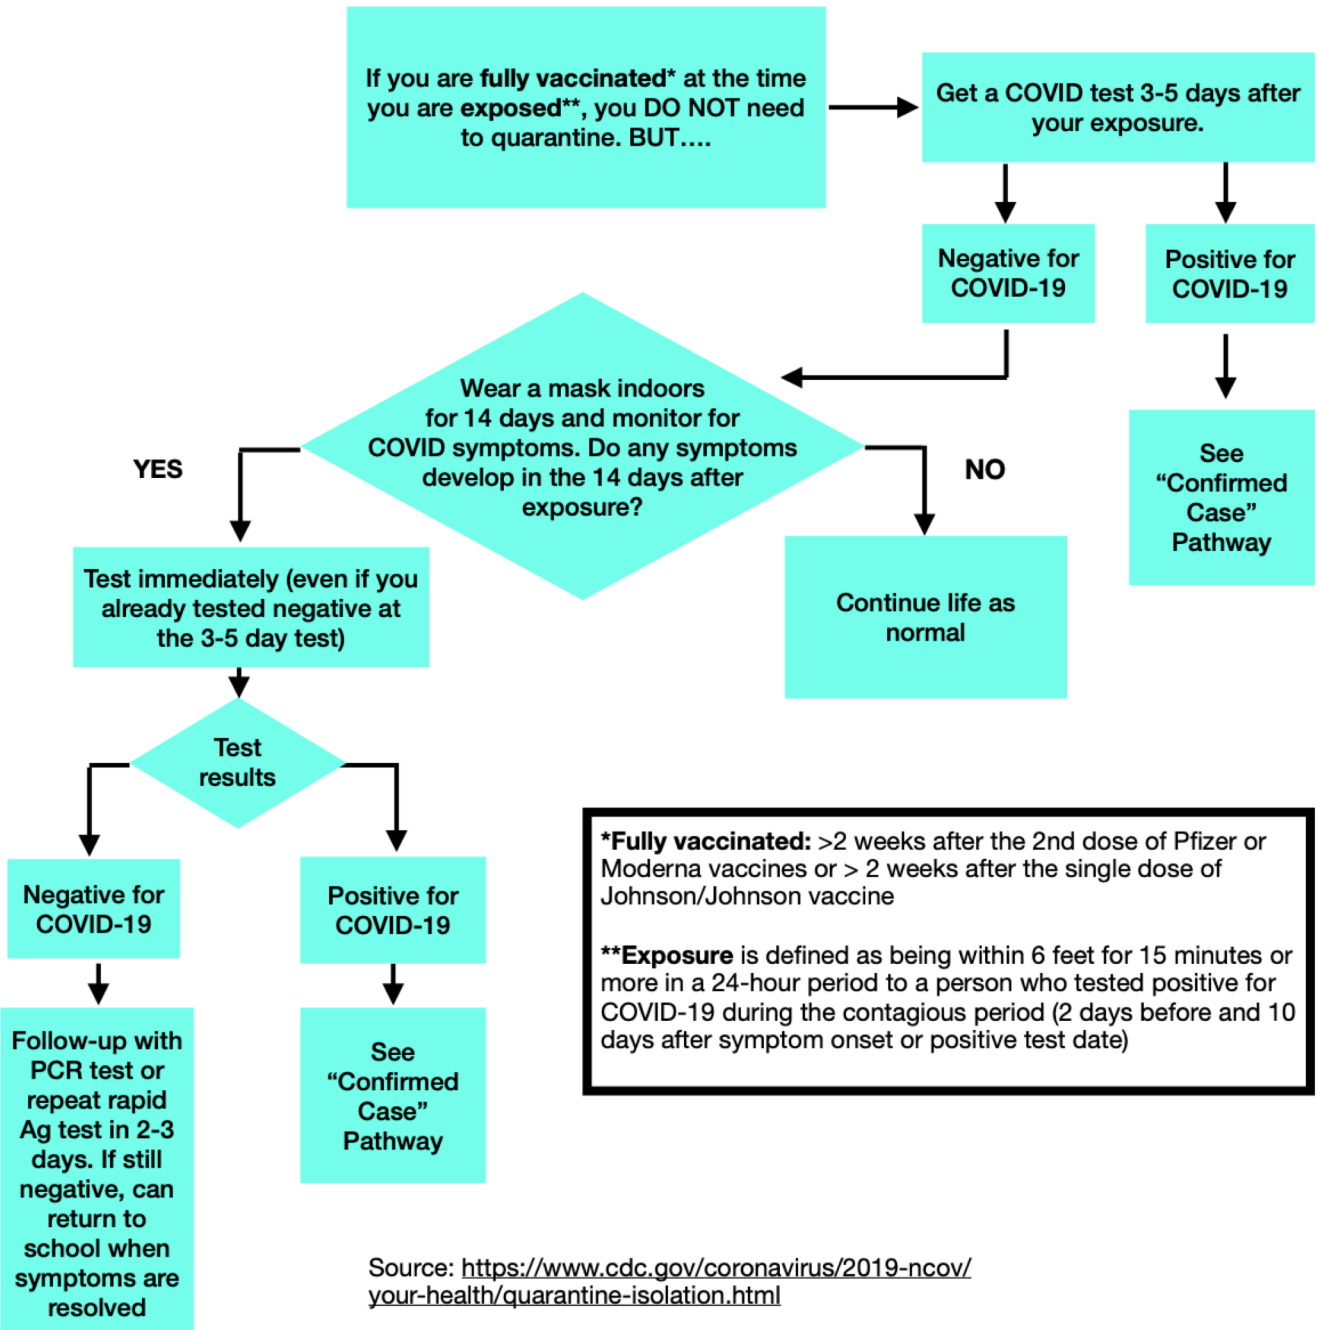 If you are fully vaccinated* at the time
you are exposed**, you DO NOT need
to quarantine. BUT....
Get a COVID test 3-5 days after
your exposure.
Negative for
COVID-19
Positive for
COVID-19
Wear a mask indoors
for 14 days and monitor for
COVID symptoms. Do any symptoms
develop in the 14 days after
exposure?
YES
NO
See
“Confirmed
Case”
Pathway
Test immediately (even if you
already tested negative at
the 3-5 day test)
Continue life as
normal
Test
results
Negative for
COVID-19
Positive for
COVID-19
Follow-up with
PCR test or
repeat rapid
Ag test in 2-3
days. If still
negative, can
return to
school when
symptoms are
resolved
See
“Confirmed
Case”
Pathway
*Fully vaccinated: >2 weeks after the 2nd dose of Pfizer or
Moderna vaccines or > 2 weeks after the single dose of
Johnson/Johnson vaccine
**Exposure is defined as being within 6 feet for 15 minutes or
more in a 24-hour period to a person who tested positive for
COVID-19 during the contagious period (2 days before and 10
days after symptom onset or positive test date)
Source: https://www.cdc.gov/coronavirus/2019-ncov/
your-health/quarantine-isolation.html